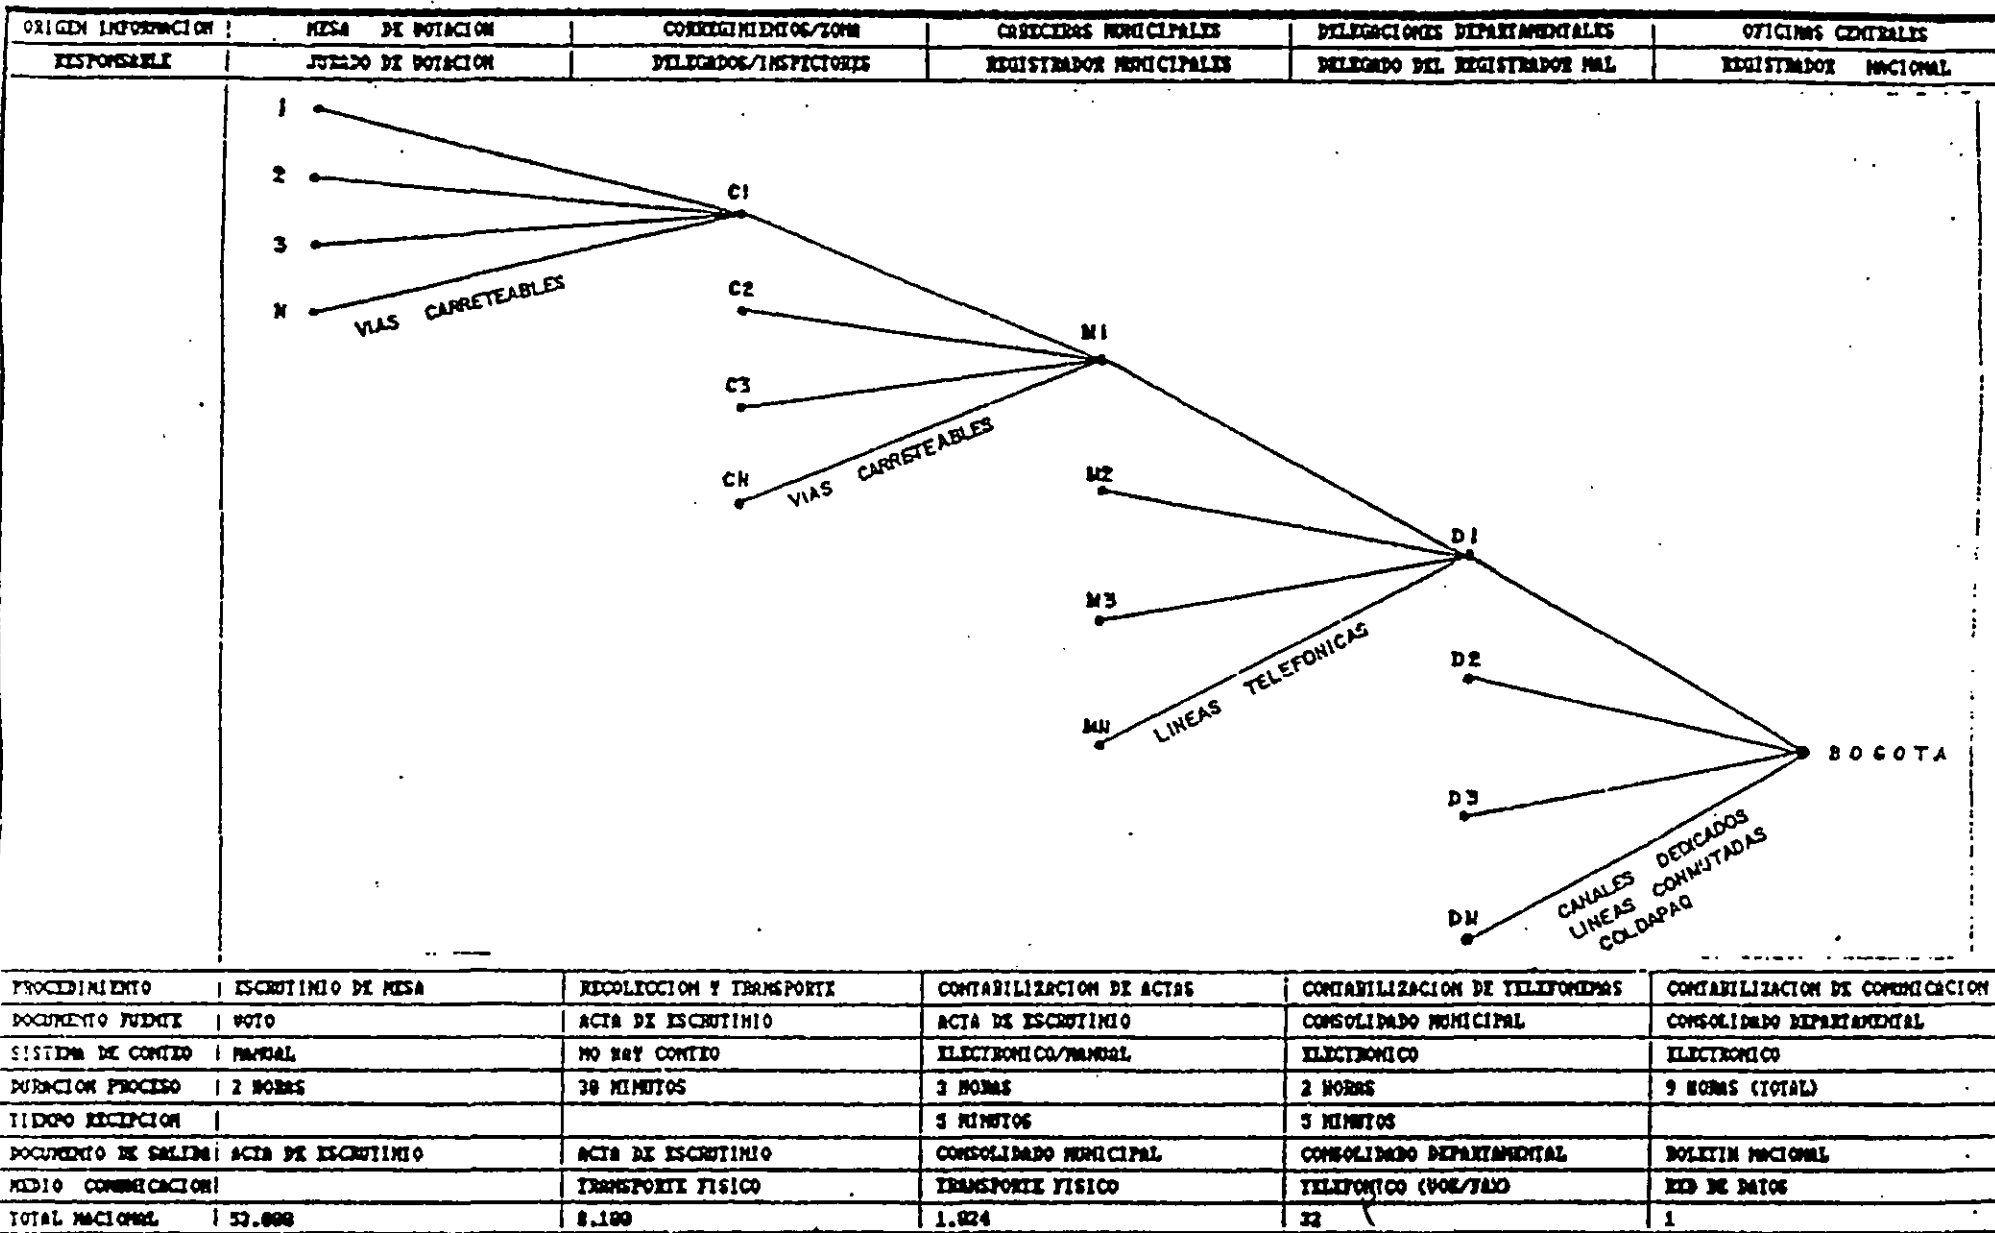 ORIGEN INFORMACION | MESA DE VOTACION | CORREGIMIENTOS/ZONA | CABECERAS MUNICIPALES | DELEGACIONES DEPARTAMENTALES | OFICINAS CENTRALES
RESPONSABLE | JURADO DE VOTACION | DELEGADOS/INSPECTORES | REGISTRADOR MUNICIPALES | DELEGADO DEL REGISTRADOR NAL | REGISTRADOR NACIONAL
1
2
C1
3
C2
N
VIAS CARRETEABLES
M1
C3
CN
VIAS CARRETEABLES
M2
D1
M3
LINEAS TELEFONICAS
D2
MN
BOGOTA
D3
CANALES DEDICADOS
LINEAS CONMUTADAS
COLDAPAQ
DN
PROCEDIMIENTO | ESCRUTINIO DE MESA | RECOLECCION Y TRANSPORTE | CONTABILIZACION DE ACTAS | CONTABILIZACION DE TELEFONEMAS | CONTABILIZACION DE COMUNICACION
DOCUMENTO FUENTE | VOTO | ACTA DE ESCRUTINIO | ACTA DE ESCRUTINIO | CONSOLIDADO MUNICIPAL | CONSOLIDADO DEPARTAMENTAL
SISTEMA DE CONTEO | MANUAL | NO HAY CONTEO | ELECTRONICO/MANUAL | ELECTRONICO | ELECTRONICO
DURACION PROCESO | 2 HORAS | 30 MINUTOS | 3 HORAS | 2 HORAS | 9 HORAS (TOTAL)
TIEMPO RECEPCION | 5 MINUTOS | 5 MINUTOS
DOCUMENTO DE SALIDA | ACTA DE ESCRUTINIO | ACTA DE ESCRUTINIO | CONSOLIDADO MUNICIPAL | CONSOLIDADO DEPARTAMENTAL | BOLETIN NACIONAL
MEDIO COMUNICACION | TRANSPORTE FISICO | TRANSPORTE FISICO | TELEFONICO (VOZ/FAX) | RED DE DATOS
TOTAL NACIONAL | 53.000 | 8.100 | 1.024 | 32 | 1